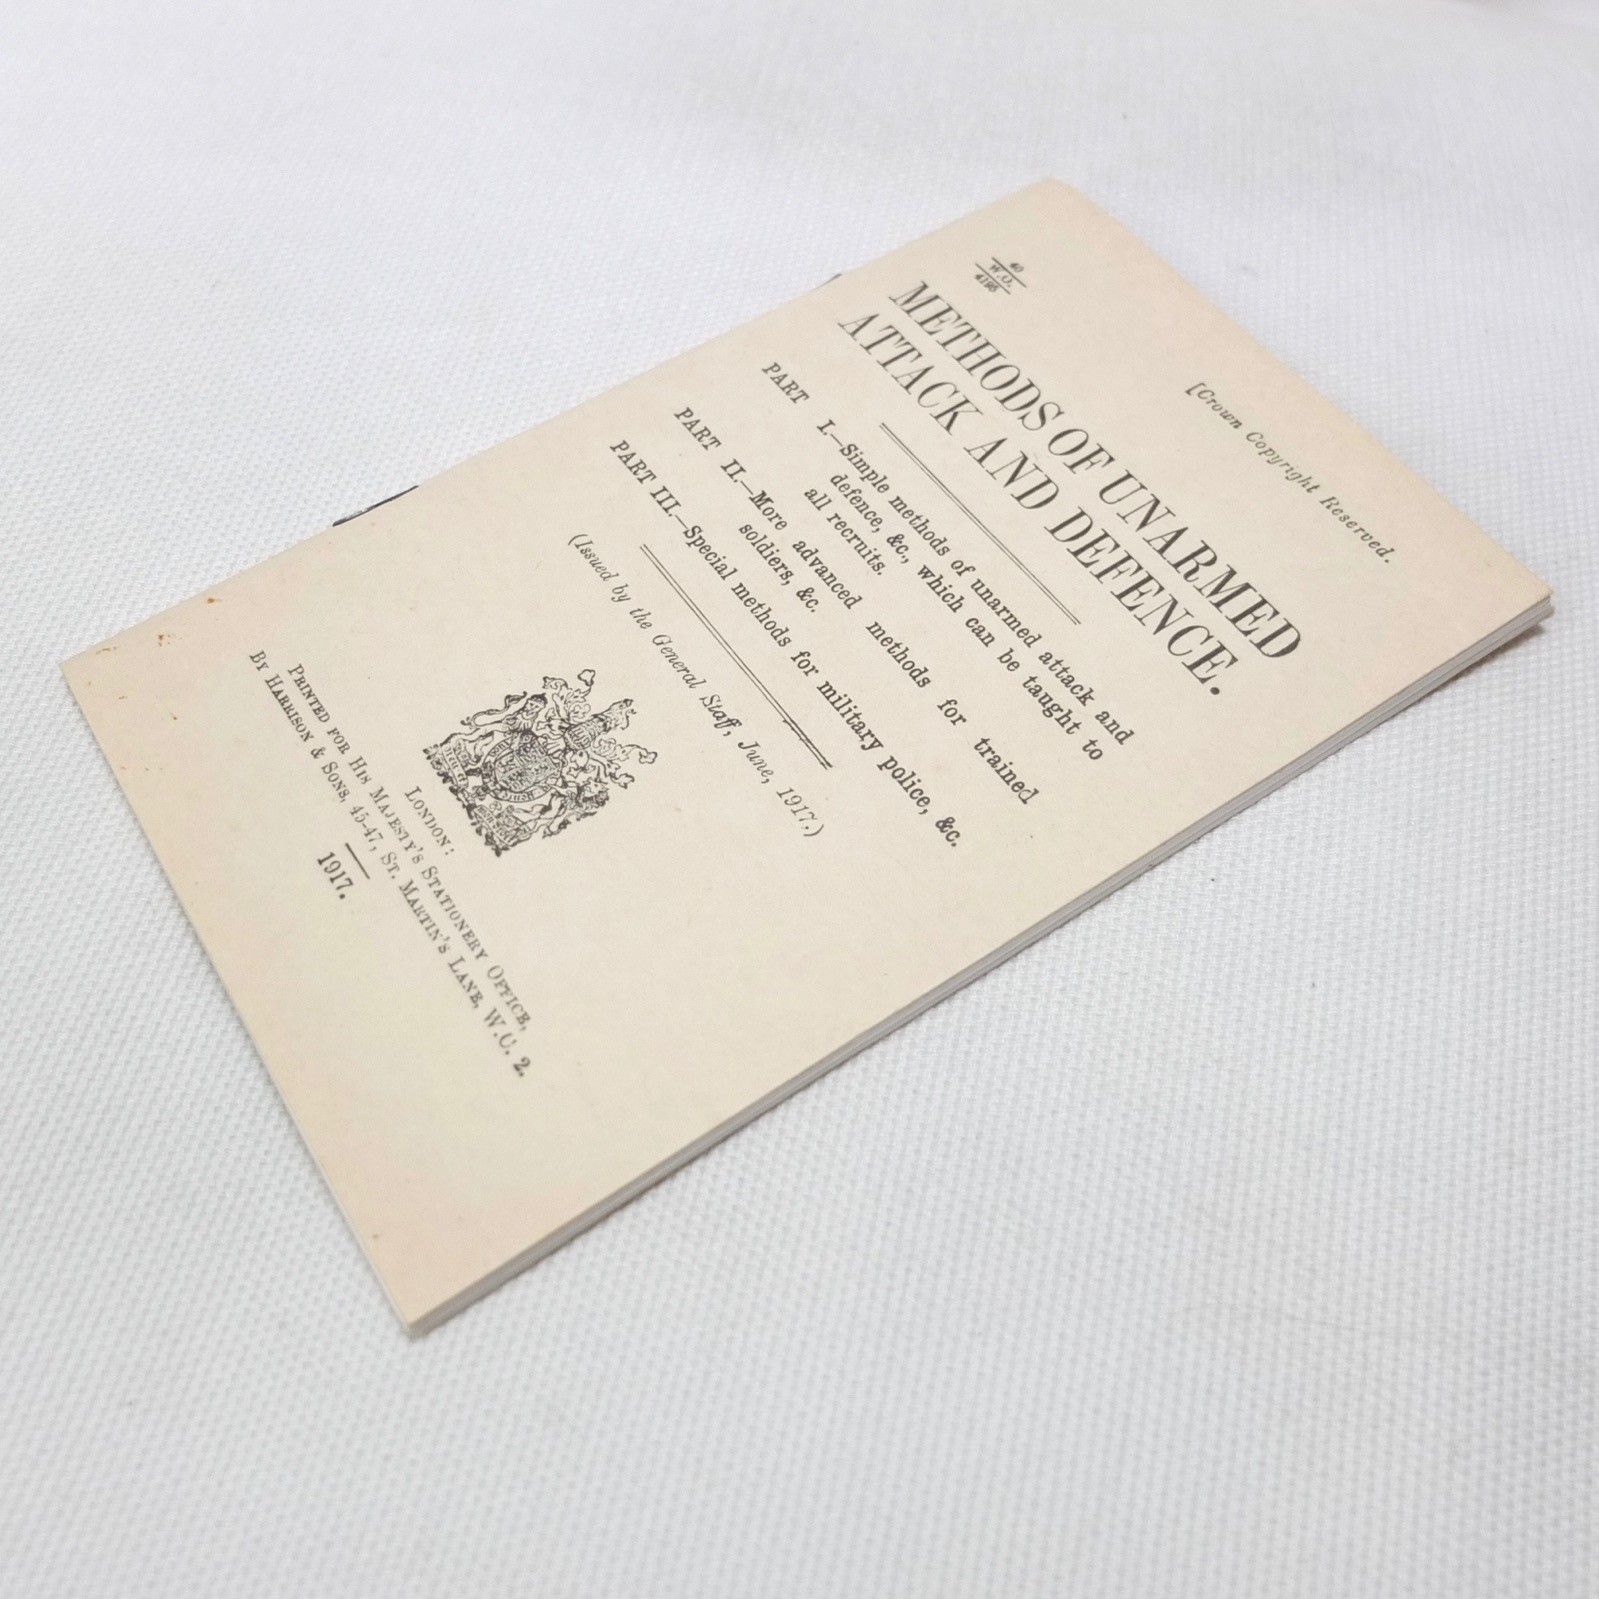 40
W.O.
4195
[Crown Copyright Reserved.
METHODS OF UNARMED
ATTACK AND DEFENCE.
PART I.—Simple methods of unarmed attack and
defence, &c., which can be taught to
all recruits.
PART II.—More advanced methods for trained
soldiers, &c.
PART III.—Special methods for military police, &c.
(Issued by the General Staff, June, 1917.)
LONDON:
PRINTED FOR HIS MAJESTY'S STATIONERY OFFICE,
BY HARRISON & SONS, 45-47, ST. MARTIN'S LANE, W.C. 2.
1917.